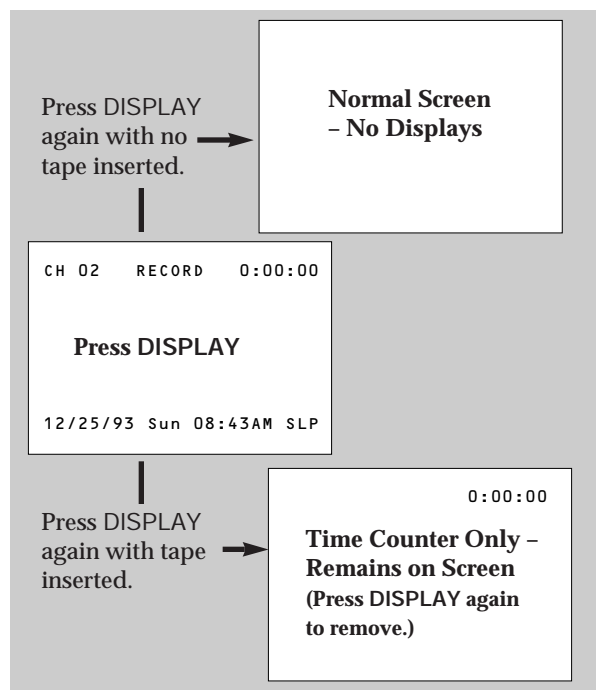 Press DISPLAY
again with no
tape inserted.
Normal Screen
– No Displays
CH 02 RECORD 0:00:00
Press DISPLAY
12/25/93 Sun 08:43AM SLP
Press DISPLAY
again with tape
inserted.
0:00:00
Time Counter Only –
Remains on Screen
(Press DISPLAY again
to remove.)